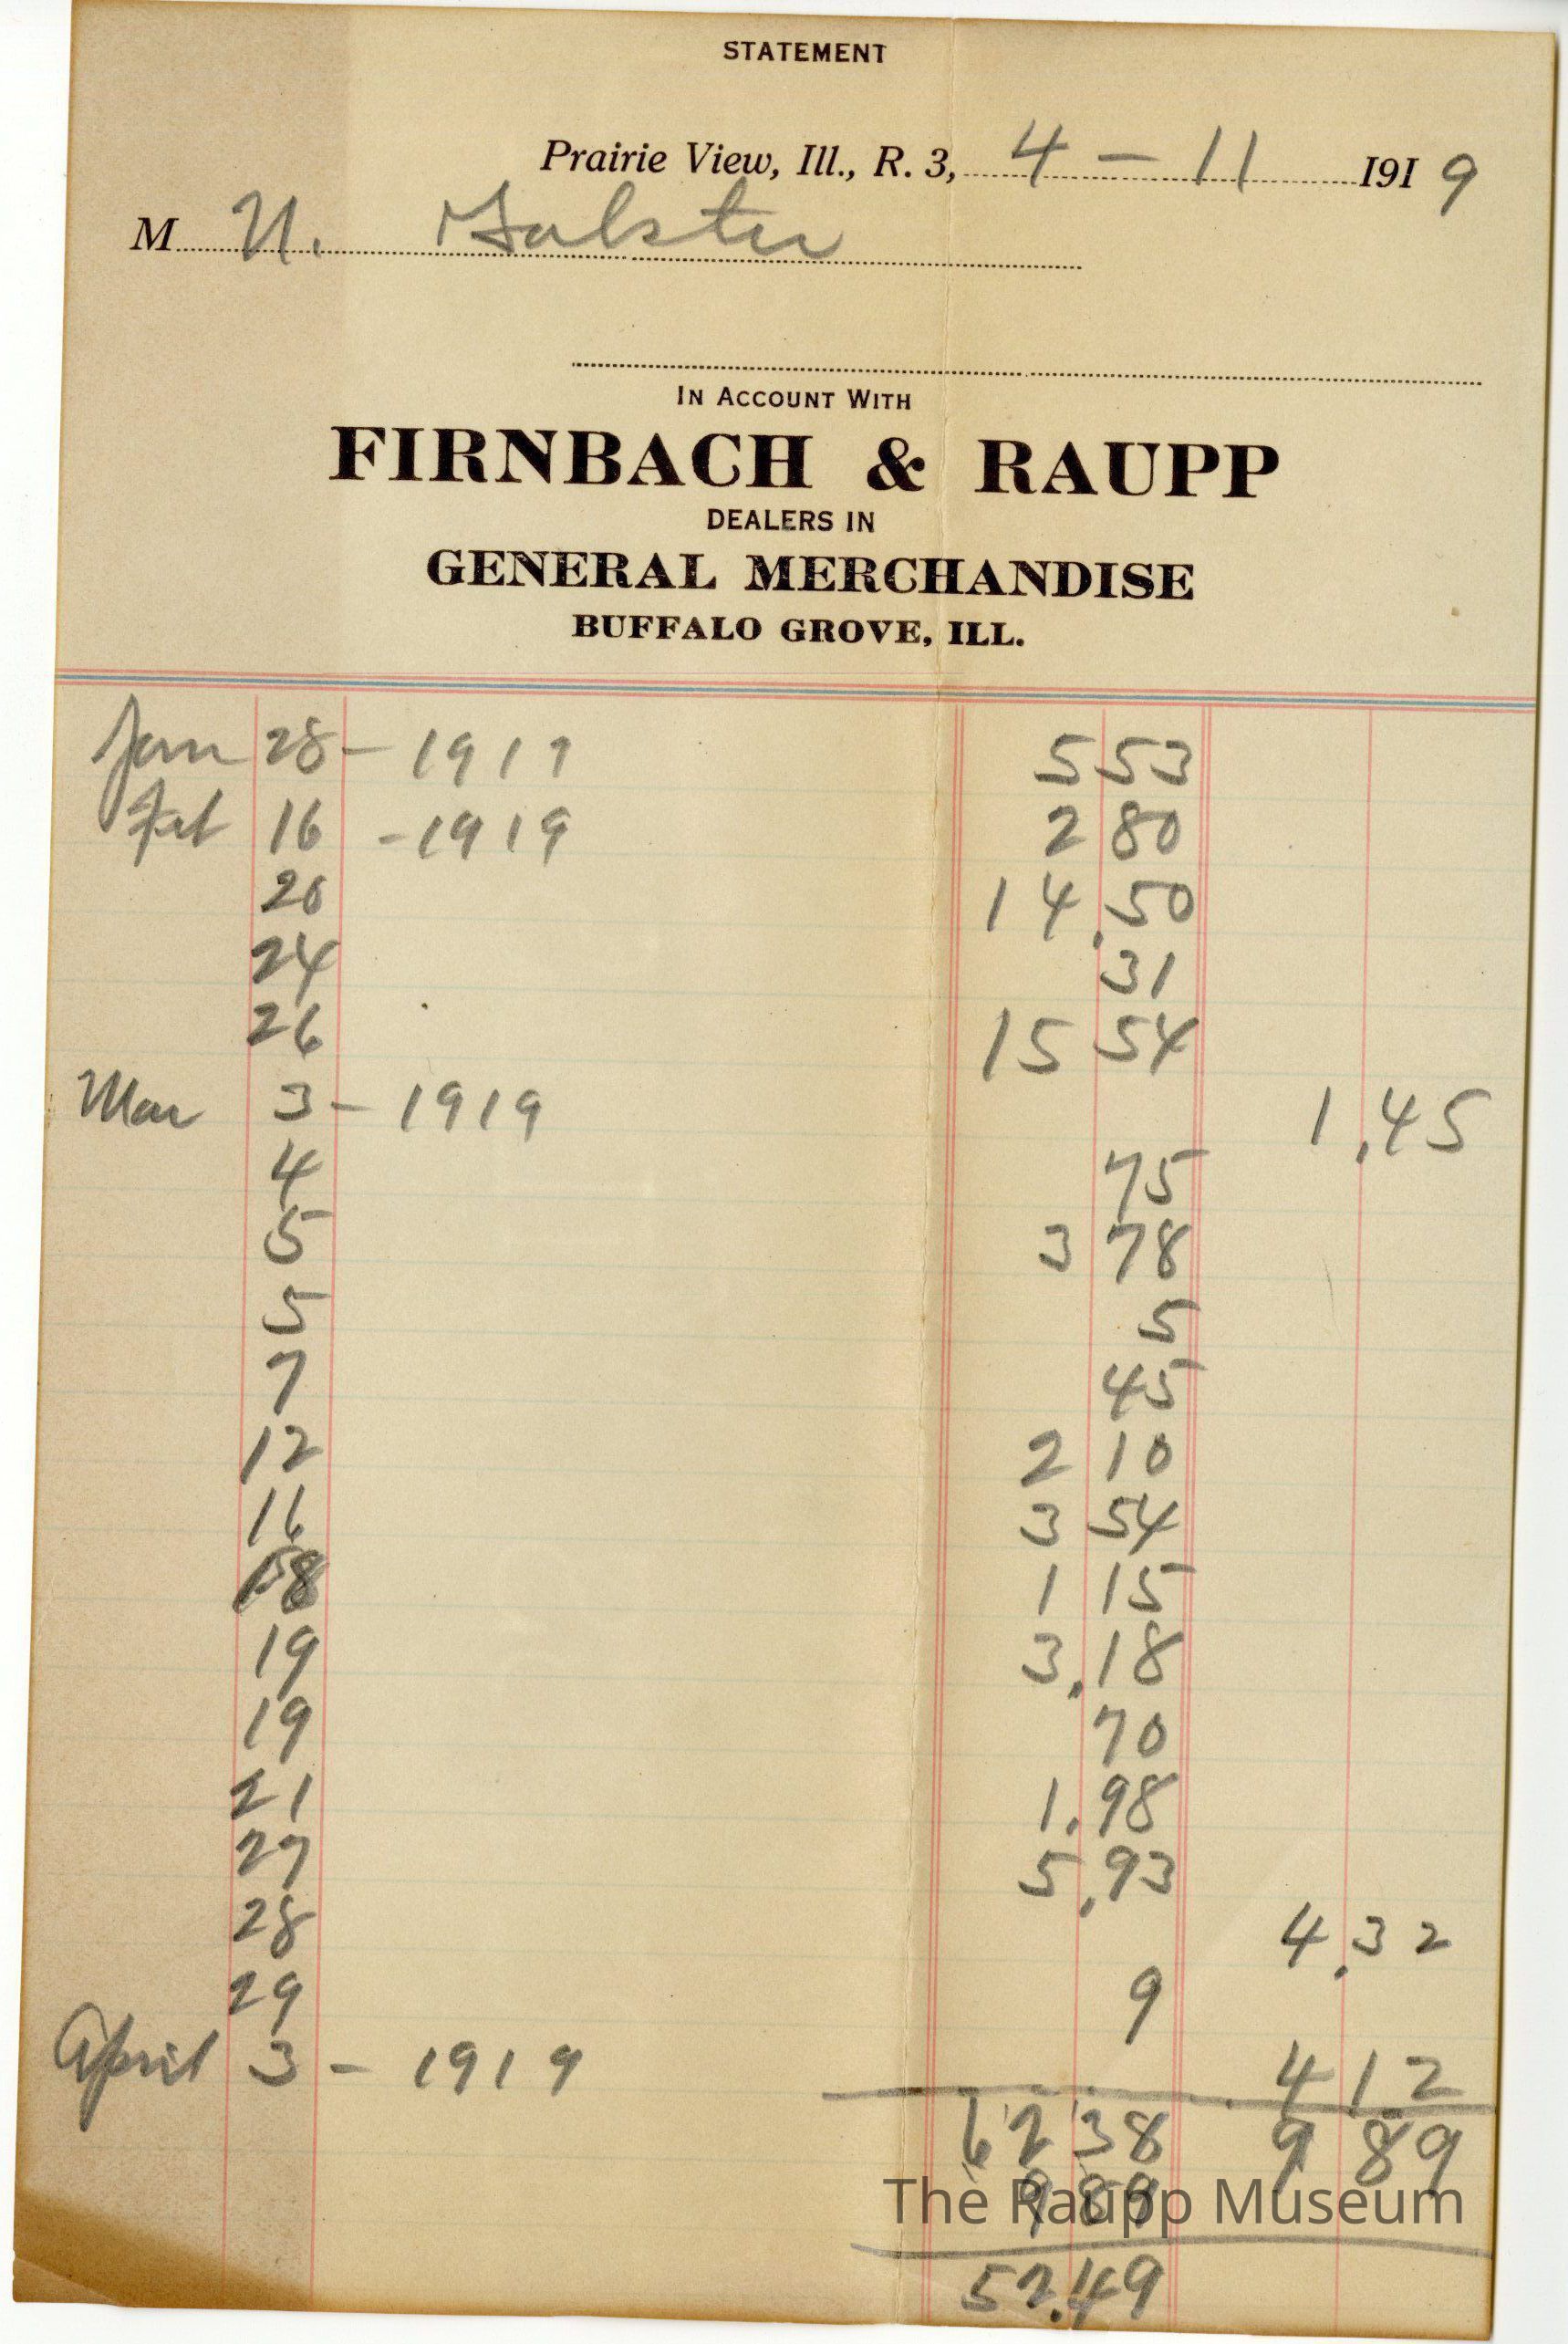 STATEMENT
Prairie View, Ill., R. 3, 4 - 11 1919
M N. Golster
In Account With
FIRNBACH & RAUPP
DEALERS IN
GENERAL MERCHANDISE
BUFFALO GROVE, ILL.
Jan 28 - 1919 5 53
Feb 16 - 1919 2 80
20 14.50
24 31
26 15 54
Mar 3 - 1919 1.45
4 75
5 3 78
5 5
7 45
12 2 10
16 3 54
18 1 15
19 3.18
19 70
21 1.98
27 5.93
28 4.32
29 9
April 3 - 1919 4 12
62 38 9 89
9 89
The Raupp Museum
52.49